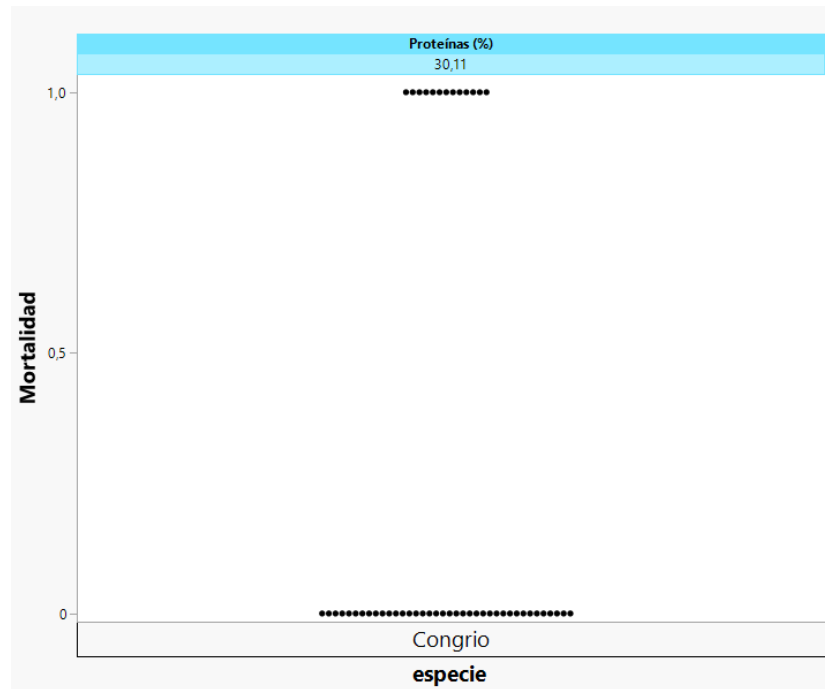 Proteínas (%)
30,11
1,0
Mortalidad
0,5
0
Congrio
especie